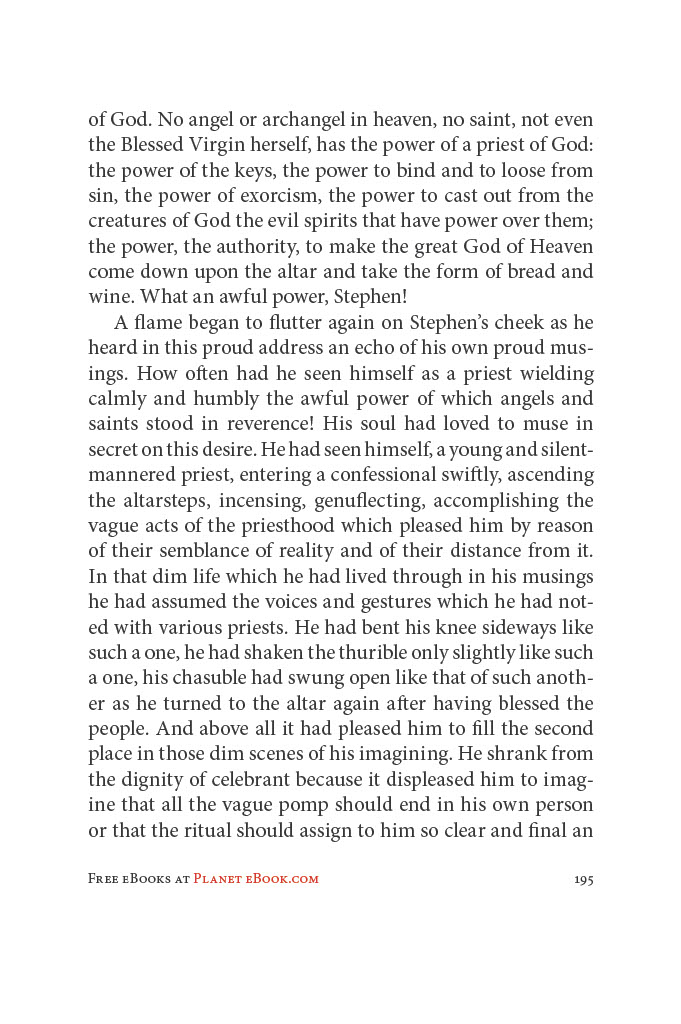 of God. No angel or archangel in heaven, no saint, not even
the Blessed Virgin herself, has the power of a priest of God:
the power of the keys, the power to bind and to loose from
sin, the power of exorcism, the power to cast out from the
creatures of God the evil spirits that have power over them;
the power, the authority, to make the great God of Heaven
come down upon the altar and take the form of bread and
wine. What an awful power, Stephen!
A flame began to flutter again on Stephen’s cheek as he
heard in this proud address an echo of his own proud mus-
ings. How often had he seen himself as a priest wielding
calmly and humbly the awful power of which angels and
saints stood in reverence! His soul had loved to muse in
secret on this desire. He had seen himself, a young and silent-
mannered priest, entering a confessional swiftly, ascending
the altarsteps, incensing, genuflecting, accomplishing the
vague acts of the priesthood which pleased him by reason
of their semblance of reality and of their distance from it.
In that dim life which he had lived through in his musings
he had assumed the voices and gestures which he had not-
ed with various priests. He had bent his knee sideways like
such a one, he had shaken the thurible only slightly like such
a one, his chasuble had swung open like that of such anoth-
er as he turned to the altar again after having blessed the
people. And above all it had pleased him to fill the second
place in those dim scenes of his imagining. He shrank from
the dignity of celebrant because it displeased him to imag-
ine that all the vague pomp should end in his own person
or that the ritual should assign to him so clear and final an
Free eBooks at Planet eBook.com 195